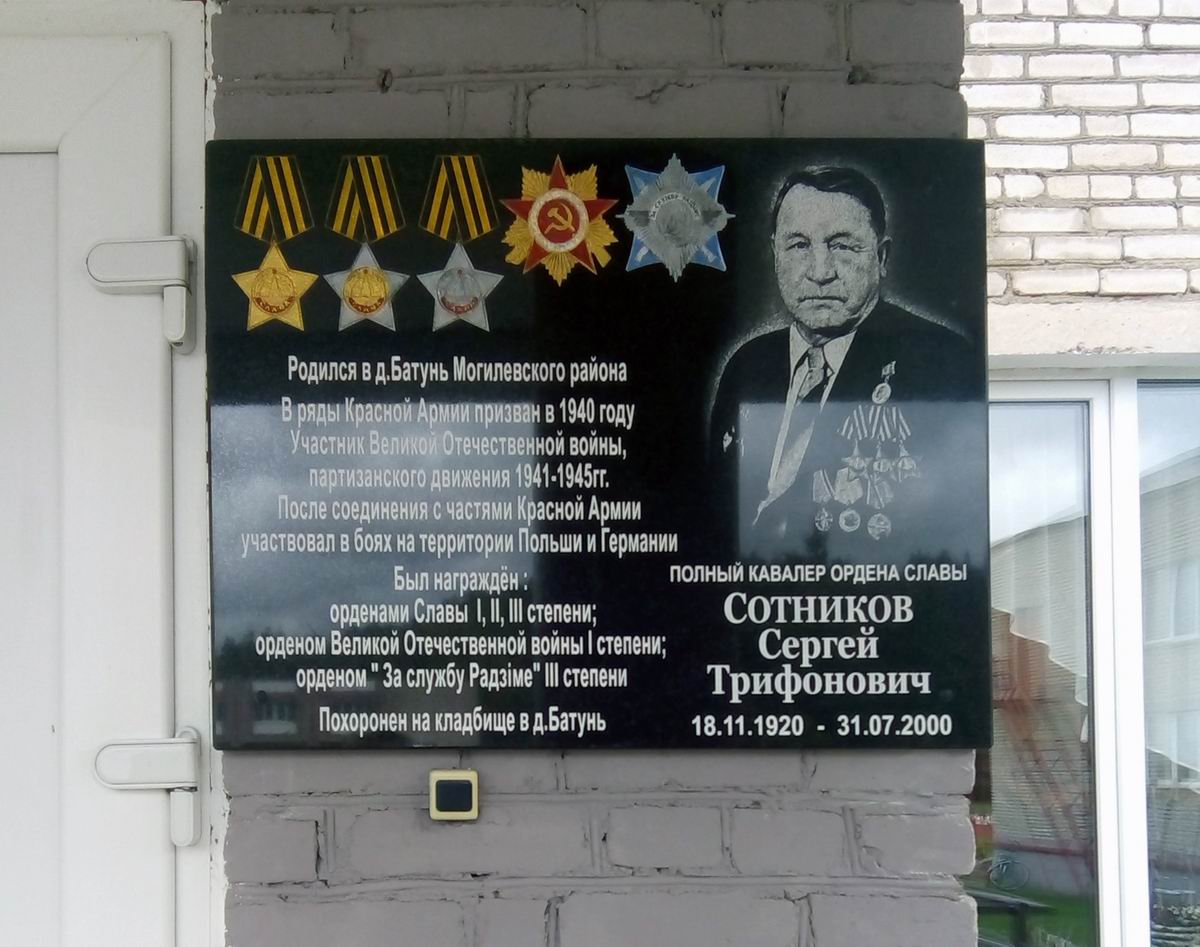 Родился в д.Батунь Могилевского района
В ряды Красной Армии призван в 1940 году
Участник Великой Отечественной войны,
партизанского движения 1941-1945гг.
После соединения с частями Красной Армии
участвовал в боях на территории Польши и Германии
Был награждён :
орденами Славы I, II, III степени;
орденом Великой Отечественной войны I степени;
орденом " За службу Радзіме" III степени
Похоронен на кладбище в д.Батунь
ПОЛНЫЙ КАВАЛЕР ОРДЕНА СЛАВЫ
СОТНИКОВ
Сергей
Трифонович
18.11.1920 - 31.07.2000